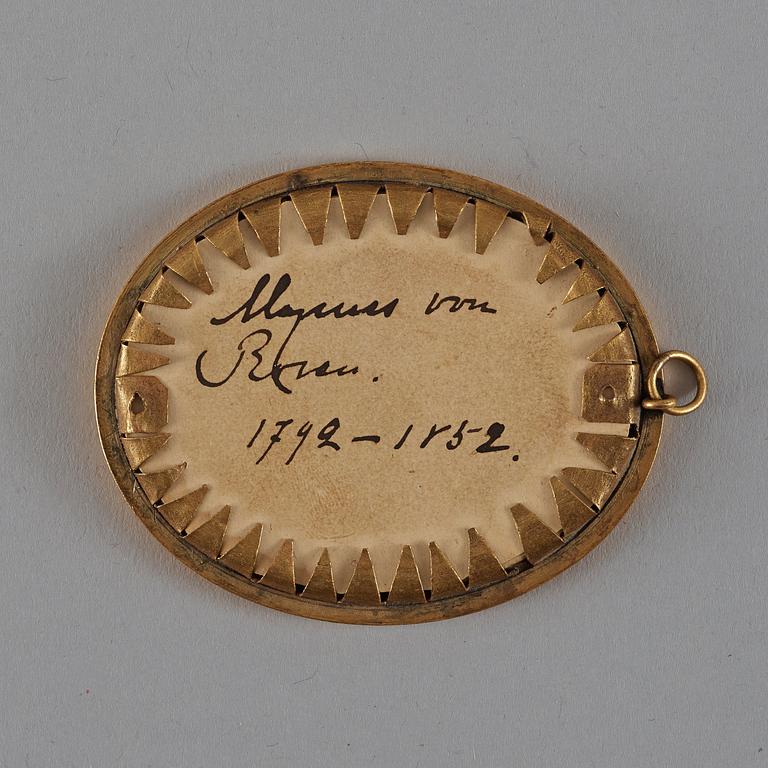 Magnus von
Rosen.
1792 – 1852.